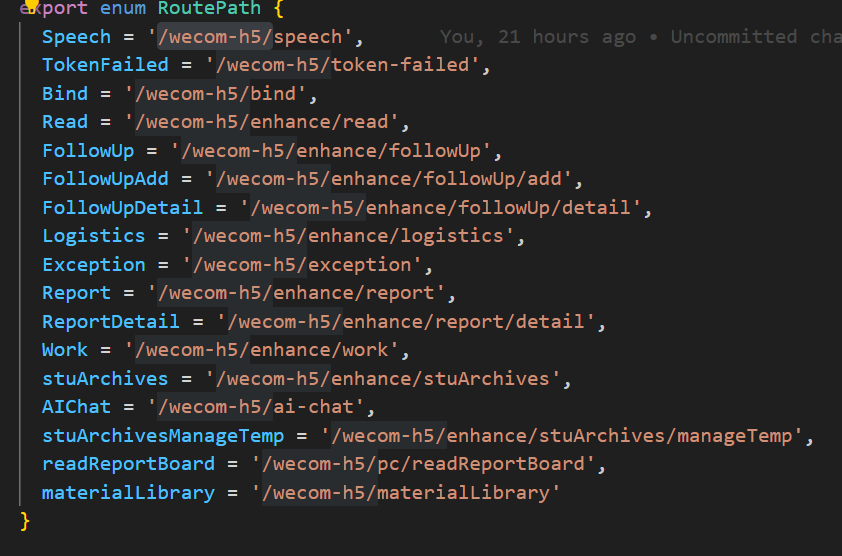 export enum RoutePath {
Speech = '/wecom-h5/speech', You, 21 hours ago • Uncommitted cha
TokenFailed = '/wecom-h5/token-failed',
Bind = '/wecom-h5/bind',
Read = '/wecom-h5/enhance/read',
FollowUp = '/wecom-h5/enhance/followUp',
FollowUpAdd = '/wecom-h5/enhance/followUp/add',
FollowUpDetail = '/wecom-h5/enhance/followUp/detail',
Logistics = '/wecom-h5/enhance/logistics',
Exception = '/wecom-h5/exception',
Report = '/wecom-h5/enhance/report',
ReportDetail = '/wecom-h5/enhance/report/detail',
Work = '/wecom-h5/enhance/work',
stuArchives = '/wecom-h5/enhance/stuArchives',
AIChat = '/wecom-h5/ai-chat',
stuArchivesManageTemp = '/wecom-h5/enhance/stuArchives/manageTemp',
readReportBoard = '/wecom-h5/pc/readReportBoard',
materialLibrary = '/wecom-h5/materialLibrary'
}